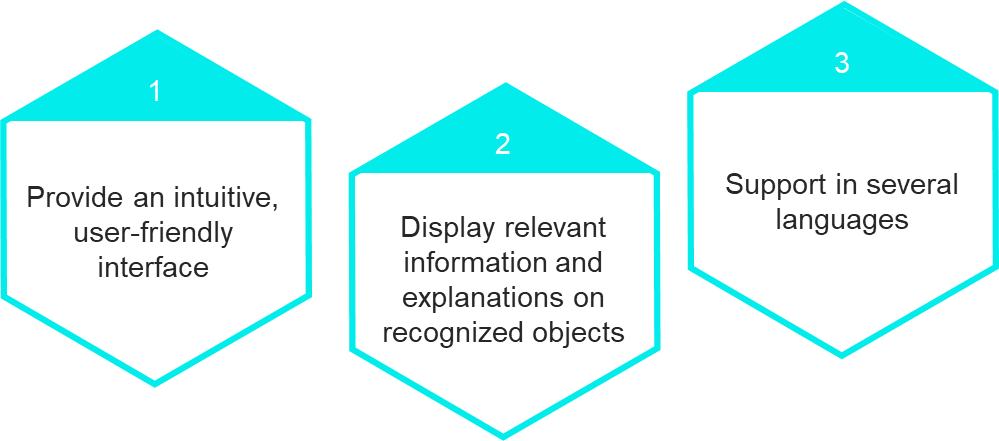 1
Provide an intuitive,
user-friendly
interface
2
Display relevant
information and
explanations on
recognized objects
3
Support in several
languages